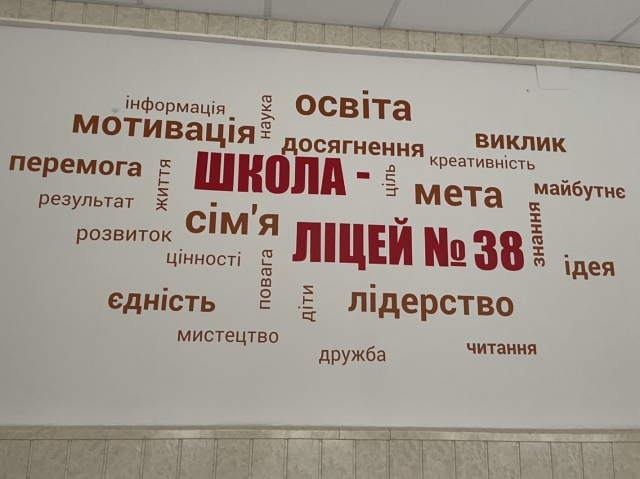 інформація
наука
освіта
мотивація
досягнення
виклик
креативність
перемога
життя
ШКОЛА -
ціль
мета
майбутнє
результат
сім'я
знання
розвиток
ЛІЦЕЙ № 38
цінності
повага
ідея
єдність
діти
лідерство
мистецтво
дружба
читання